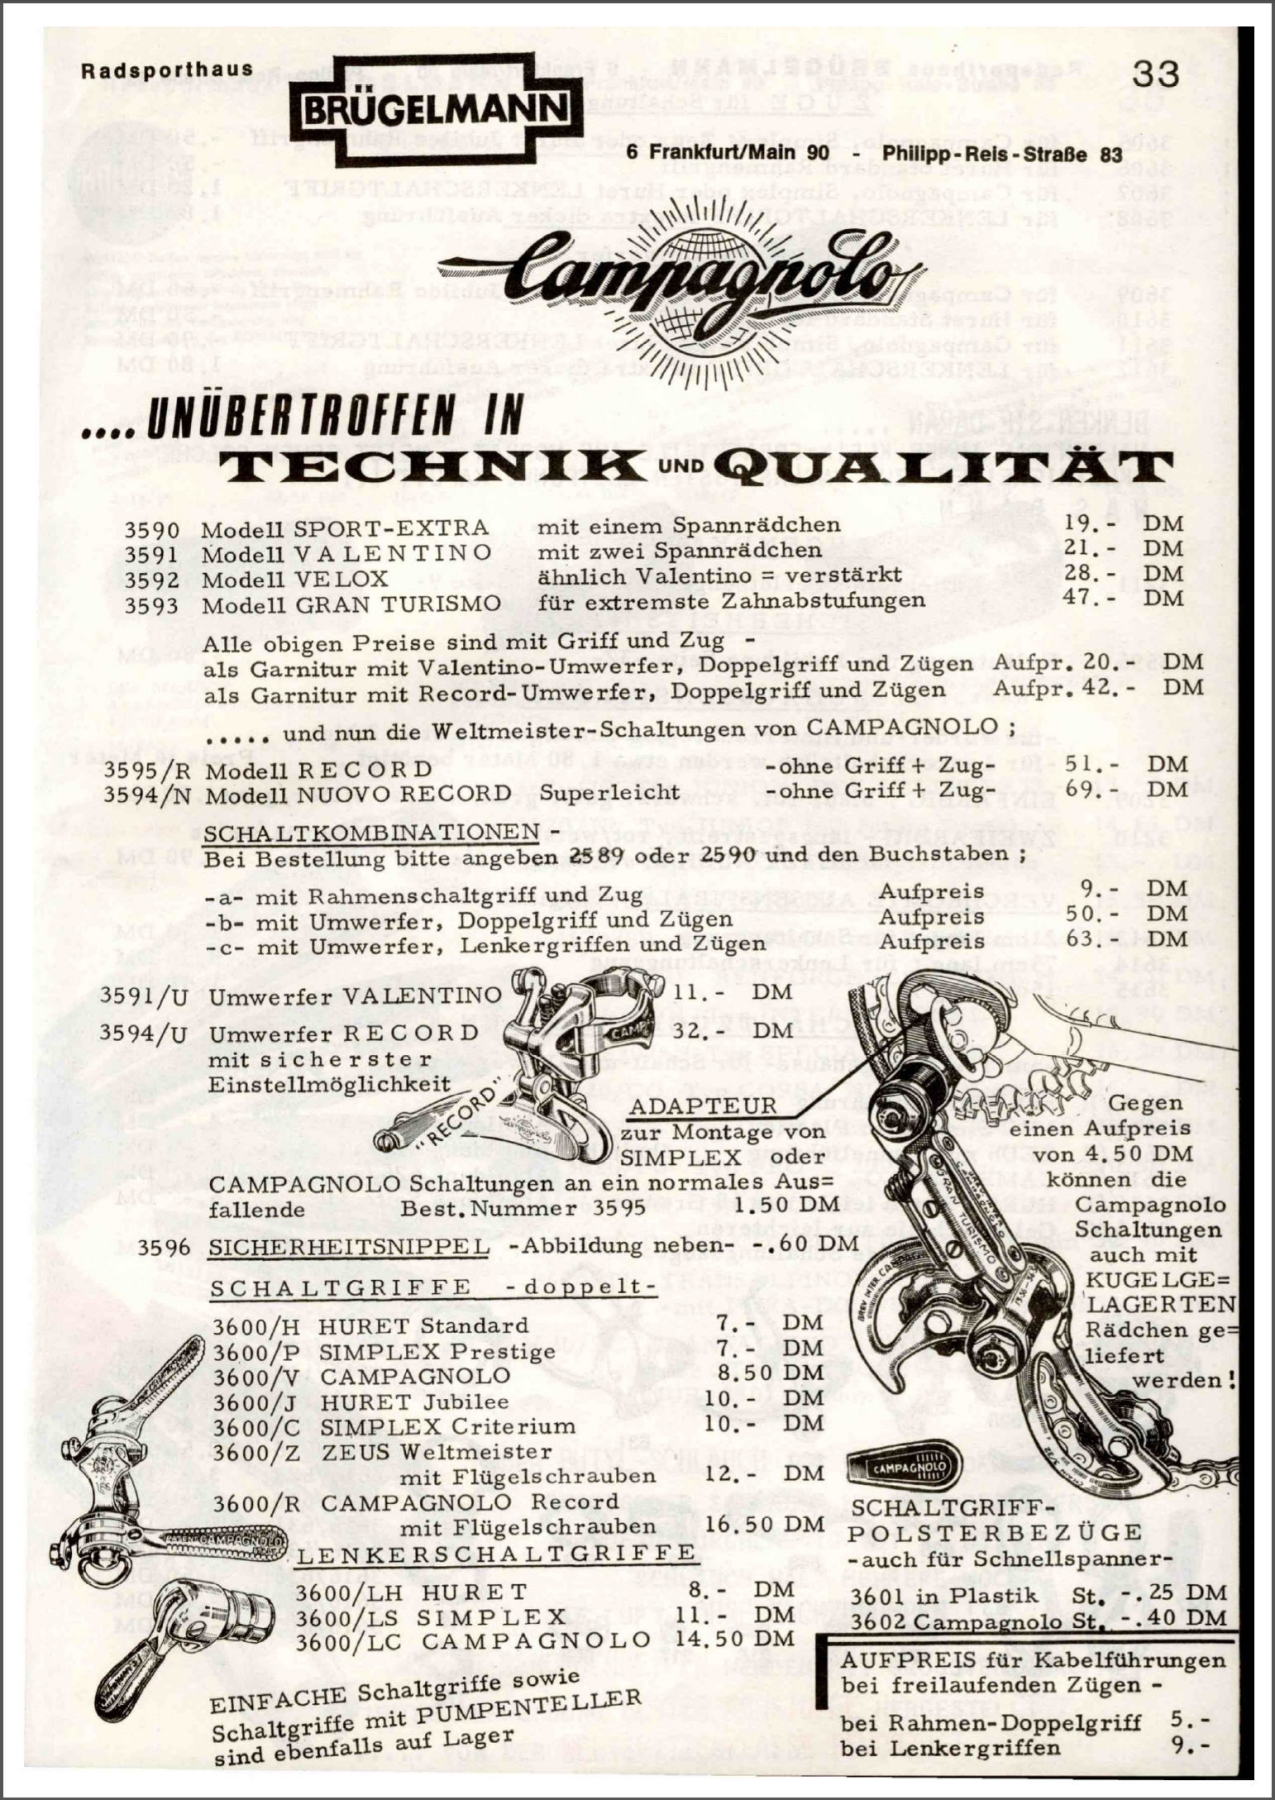 Radsporthaus
BRÜGELMANN
33
6 Frankfurt/Main 90 - Philipp-Reis-Straße 83
Campagnolo
.... UNÜBERTROFFEN IN
TECHNIK UND QUALITÄT
3590 Modell SPORT-EXTRA mit einem Spannrädchen 19.- DM
3591 Modell VALENTINO mit zwei Spannrädchen 21.- DM
3592 Modell VELOX ähnlich Valentino = verstärkt 28.- DM
3593 Modell GRAN TURISMO für extremste Zahnabstufungen 47.- DM
Alle obigen Preise sind mit Griff und Zug -
als Garnitur mit Valentino-Umwerfer, Doppelgriff und Zügen Aufpr. 20.- DM
als Garnitur mit Record-Umwerfer, Doppelgriff und Zügen Aufpr. 42.- DM
..... und nun die Weltmeister-Schaltungen von CAMPAGNOLO ;
3595/R Modell RECORD -ohne Griff + Zug- 51.- DM
3594/N Modell NUOVO RECORD Superleicht -ohne Griff + Zug- 69.- DM
SCHALTKOMBINATIONEN -
Bei Bestellung bitte angeben 2589 oder 2590 und den Buchstaben ;
-a- mit Rahmenschaltgriff und Zug Aufpreis 9.- DM
-b- mit Umwerfer, Doppelgriff und Zügen Aufpreis 50.- DM
-c- mit Umwerfer, Lenkergriffen und Zügen Aufpreis 63.- DM
3591/U Umwerfer VALENTINO 11.- DM
3594/U Umwerfer RECORD 32. DM
mit sicherster
Einstellmöglichkeit
CAMP
"RECORD"
ADAPTEUR
zur Montage von
SIMPLEX oder
CAMPAGNOLO Schaltungen an ein normales Aus=
fallende Best.Nummer 3595 1.50 DM
3596 SICHERHEITSNIPPEL -Abbildung neben- -.60 DM
Gegen
einen Aufpreis
von 4.50 DM
können die
Campagnolo
Schaltungen
auch mit
KUGELGE=
LAGERTEN
Rädchen ge=
liefert
werden !
GRAN TURISMO
SCHALTGRIFFE -doppelt-
3600/H HURET Standard 7.- DM
3600/P SIMPLEX Prestige 7.- DM
3600/V CAMPAGNOLO 8.50 DM
3600/J HURET Jubilee 10.- DM
3600/C SIMPLEX Criterium 10.- DM
3600/Z ZEUS Weltmeister
mit Flügelschrauben 12.- DM
3600/R CAMPAGNOLO Record
mit Flügelschrauben 16.50 DM
CAMPAGNOLO
LENKERSCHALTGRIFFE
3600/LH HURET 8.- DM
3600/LS SIMPLEX 11.- DM
3600/LC CAMPAGNOLO 14.50 DM
EINFACHE Schaltgriffe sowie
Schaltgriffe mit PUMPENTELLER
sind ebenfalls auf Lager
CAMPAGNOLO
SCHALTGRIFF-
POLSTERBEZÜGE
-auch für Schnellspanner-
3601 in Plastik St. -.25 DM
3602 Campagnolo St. -.40 DM
AUFPREIS für Kabelführungen
bei freilaufenden Zügen -
bei Rahmen-Doppelgriff 5.-
bei Lenkergriffen 9.-